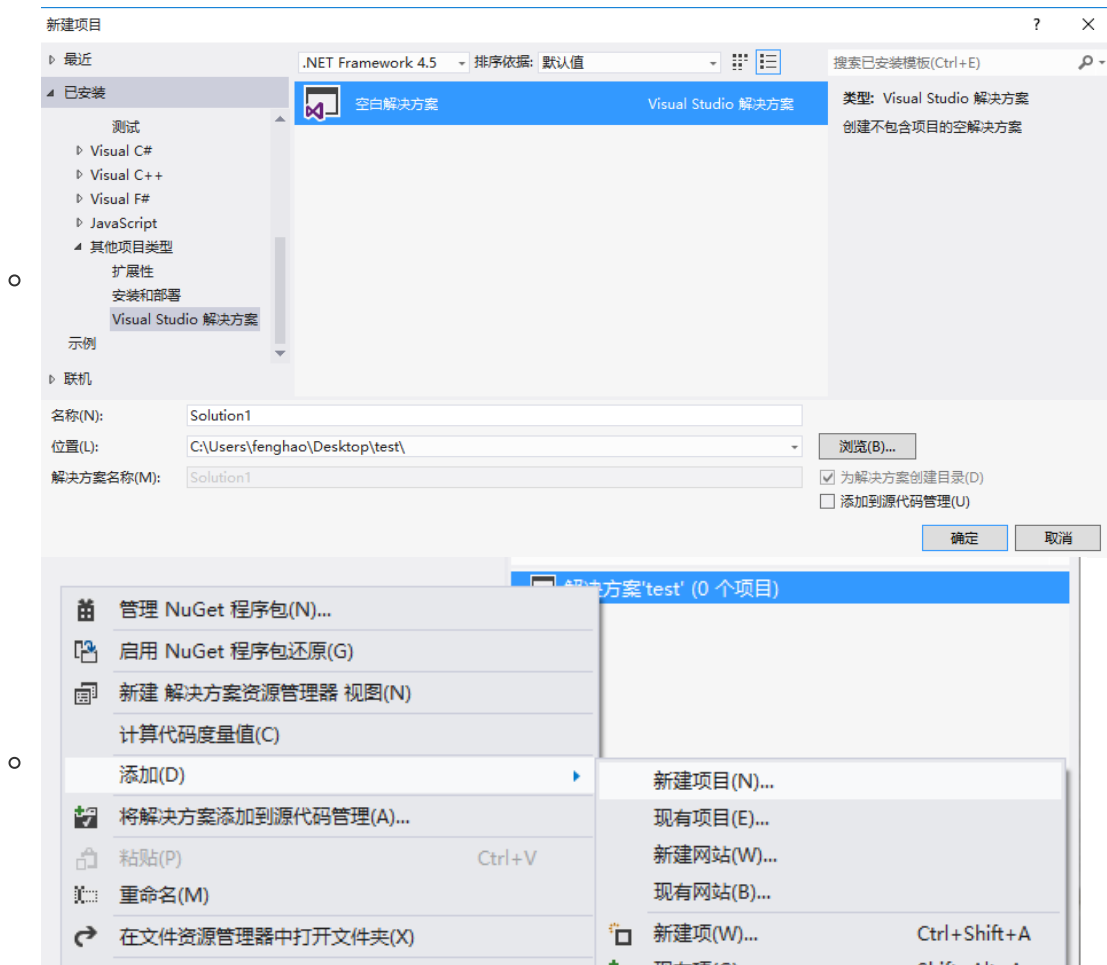 新建项目 ?
最近
.NET Framework 4.5 排序依据: 默认值
搜索已安装模板(Ctrl+E)
已安装
空白解决方案 Visual Studio 解决方案
类型: Visual Studio 解决方案
创建不包含项目的空解决方案
测试
Visual C#
Visual C++
Visual F#
JavaScript
其他项目类型
扩展性
安装和部署
Visual Studio 解决方案
示例
联机
名称(N): Solution1
位置(L): C:\Users\fenghao\Desktop\test\ 浏览(B)...
解决方案名称(M): Solution1
为解决方案创建目录(D)
添加到源代码管理(U)
确定 取消
解决方案'test' (0 个项目)
管理 NuGet 程序包(N)...
启用 NuGet 程序包还原(G)
新建 解决方案资源管理器 视图(N)
计算代码度量值(C)
添加(D)
将解决方案添加到源代码管理(A)...
粘贴(P) Ctrl+V
重命名(M)
在文件资源管理器中打开文件夹(X)
新建项目(N)...
现有项目(E)...
新建网站(W)...
现有网站(B)...
新建项(W)... Ctrl+Shift+A